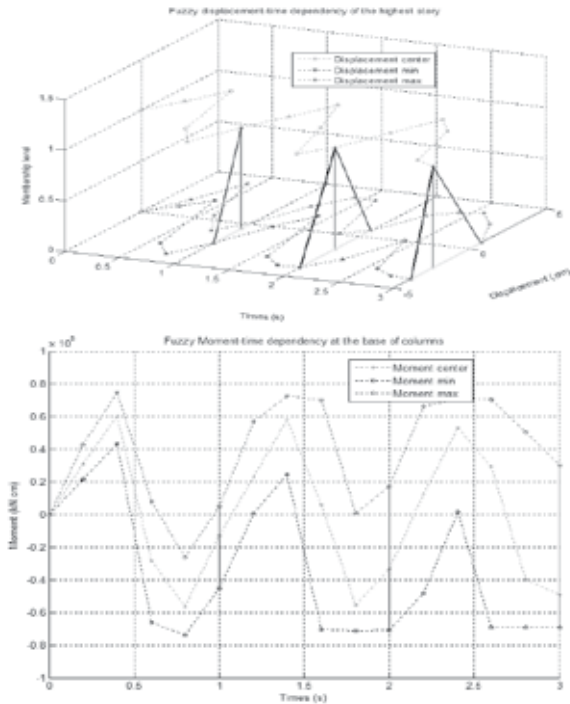 Fuzzy displacement-time dependency of the highest story
Displacement center
Displacement min
Displacement max
1.5
1
0.5
0
Membership level
0
0.5
1
1.5
2
2.5
3
-5
0
5
Times (s)
Displacement (cm)
Fuzzy Moment-time dependency at the base of columns
1
0.8
0.6
0.4
0.2
0
-0.2
-0.4
-0.6
-0.8
-1
Moment (kN cm)
Moment center
Moment min
Moment max
0
0.5
1
1.5
2
2.5
3
Times (s)